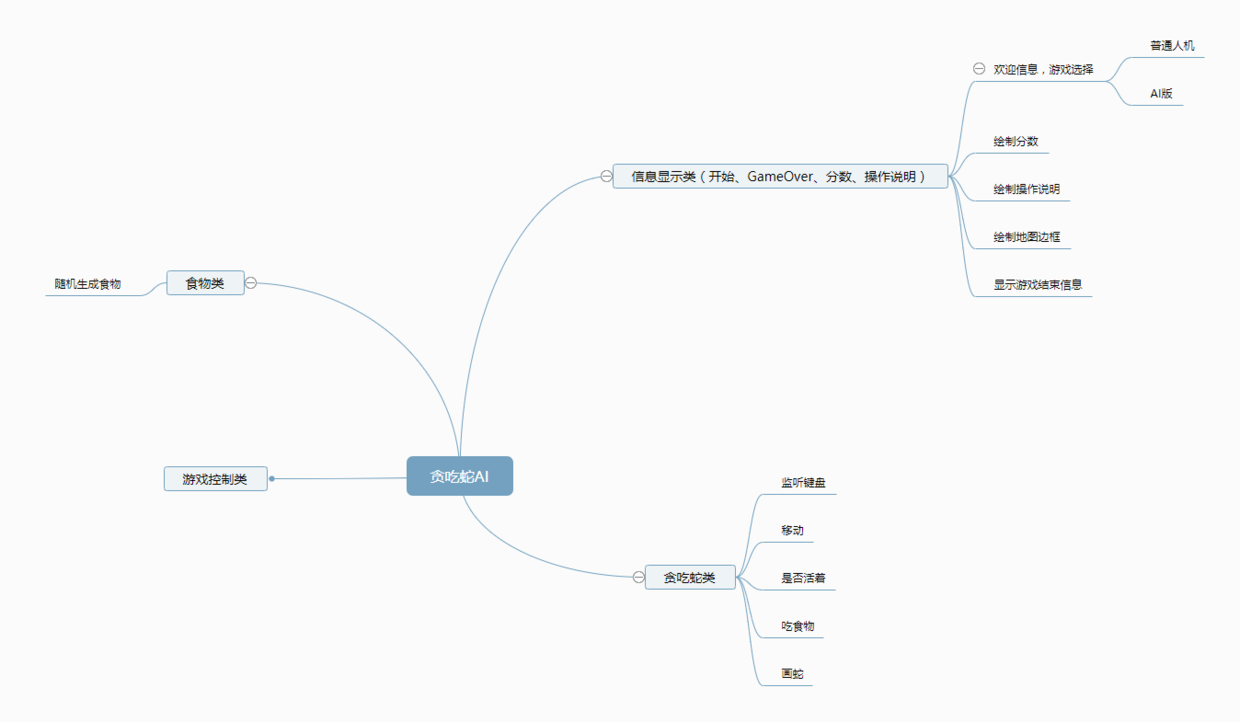 普通人机
欢迎信息，游戏选择
AI版
绘制分数
信息显示类（开始、GameOver、分数、操作说明）
绘制操作说明
绘制地图边框
随机生成食物
食物类
显示游戏结束信息
游戏控制类
贪吃蛇AI
监听键盘
移动
贪吃蛇类
是否活着
吃食物
画蛇